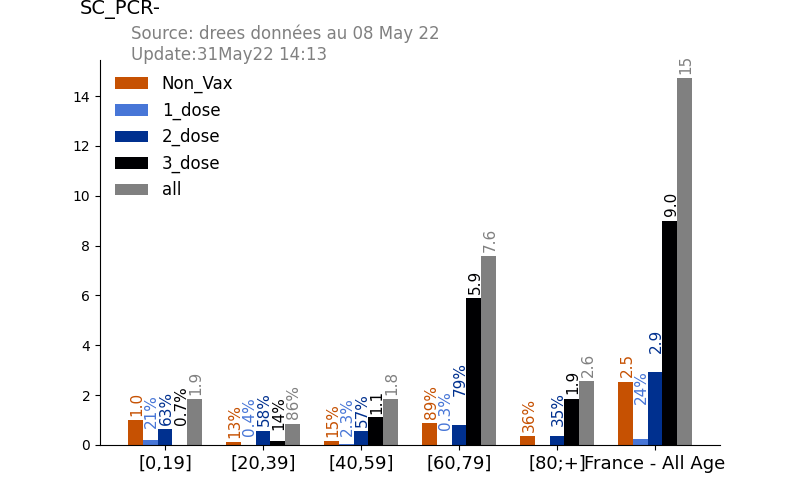 SC_PCR-
Source: drees données au 08 May 22
Update:31May22 14:13
Non_Vax
1_dose
2_dose
3_dose
all
14
12
10
8
6
4
2
0
1.0 21% 63% 0.7% 1.9
13% 0.4% 58% 14% 86%
15% 2.3% 57% 1.1 1.8
89% 0.3% 79% 5.9 7.6
36% 35% 1.9 2.6
2.5 24% 2.9 9.0 15
[0,19] [20,39] [40,59] [60,79] [80;+] France - All Age